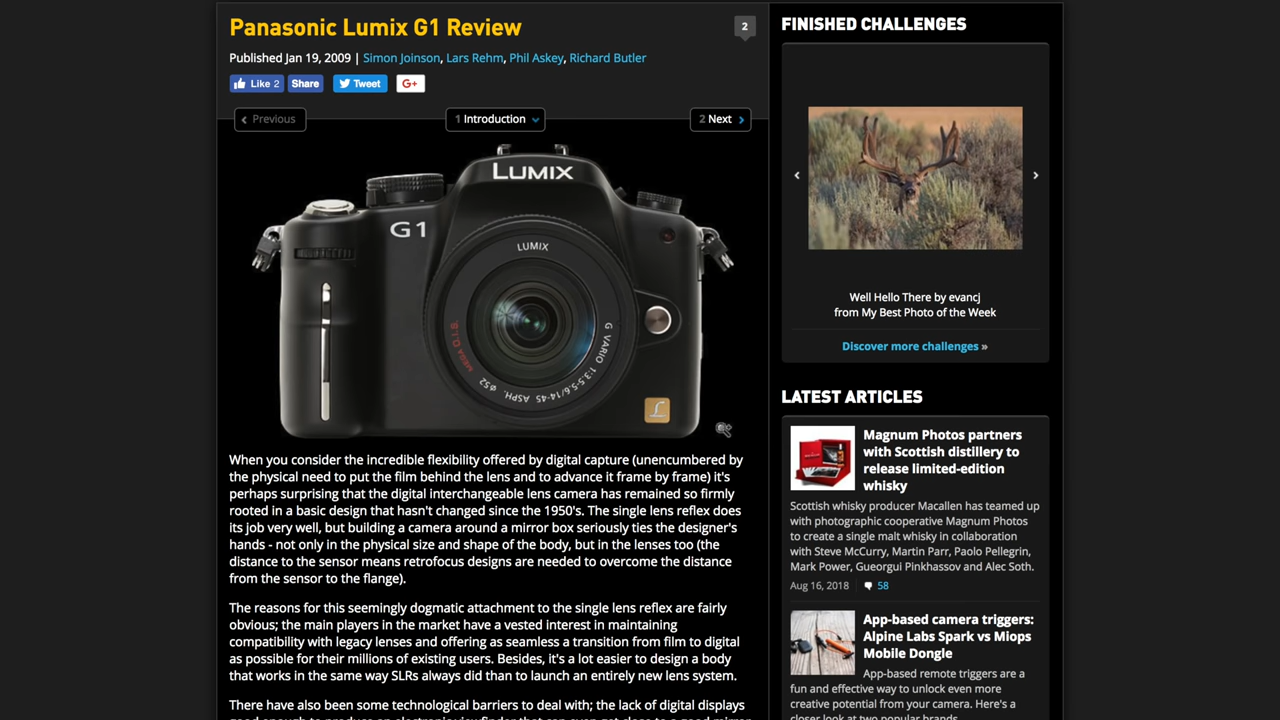 Panasonic Lumix G1 Review
2
Published Jan 19, 2009 | Simon Joinson, Lars Rehm, Phil Askey, Richard Butler
Like 2 Share Tweet G+
Previous
1 Introduction
2 Next
LUMIX
G1
LUMIX
MEGA O.I.S.
G VARIO 1:3.5-5.6/14-45 ASPH. ø52
L
When you consider the incredible flexibility offered by digital capture (unencumbered by
the physical need to put the film behind the lens and to advance it frame by frame) it's
perhaps surprising that the digital interchangeable lens camera has remained so firmly
rooted in a basic design that hasn't changed since the 1950's. The single lens reflex does
its job very well, but building a camera around a mirror box seriously ties the designer's
hands - not only in the physical size and shape of the body, but in the lenses too (the
distance to the sensor means retrofocus designs are needed to overcome the distance
from the sensor to the flange).
The reasons for this seemingly dogmatic attachment to the single lens reflex are fairly
obvious; the main players in the market have a vested interest in maintaining
compatibility with legacy lenses and offering as seamless a transition from film to digital
as possible for their millions of existing users. Besides, it's a lot easier to design a body
that works in the same way SLRs always did than to launch an entirely new lens system.
There have also been some technological barriers to deal with; the lack of digital displays
good enough to produce an electronic viewfinder that can even get close to a good mirror
FINISHED CHALLENGES
Well Hello There by evancj
from My Best Photo of the Week
Discover more challenges »
LATEST ARTICLES
Magnum Photos partners
with Scottish distillery to
release limited-edition
whisky
Scottish whisky producer Macallen has teamed up
with photographic cooperative Magnum Photos
to create a single malt whisky in collaboration
with Steve McCurry, Martin Parr, Paolo Pellegrin,
Mark Power, Gueorgui Pinkhassov and Alec Soth.
Aug 16, 2018 58
App-based camera triggers:
Alpine Labs Spark vs Miops
Mobile Dongle
App-based remote triggers are a
fun and effective way to unlock even more
creative potential from your camera. Here's a
closer look at two popular brands.